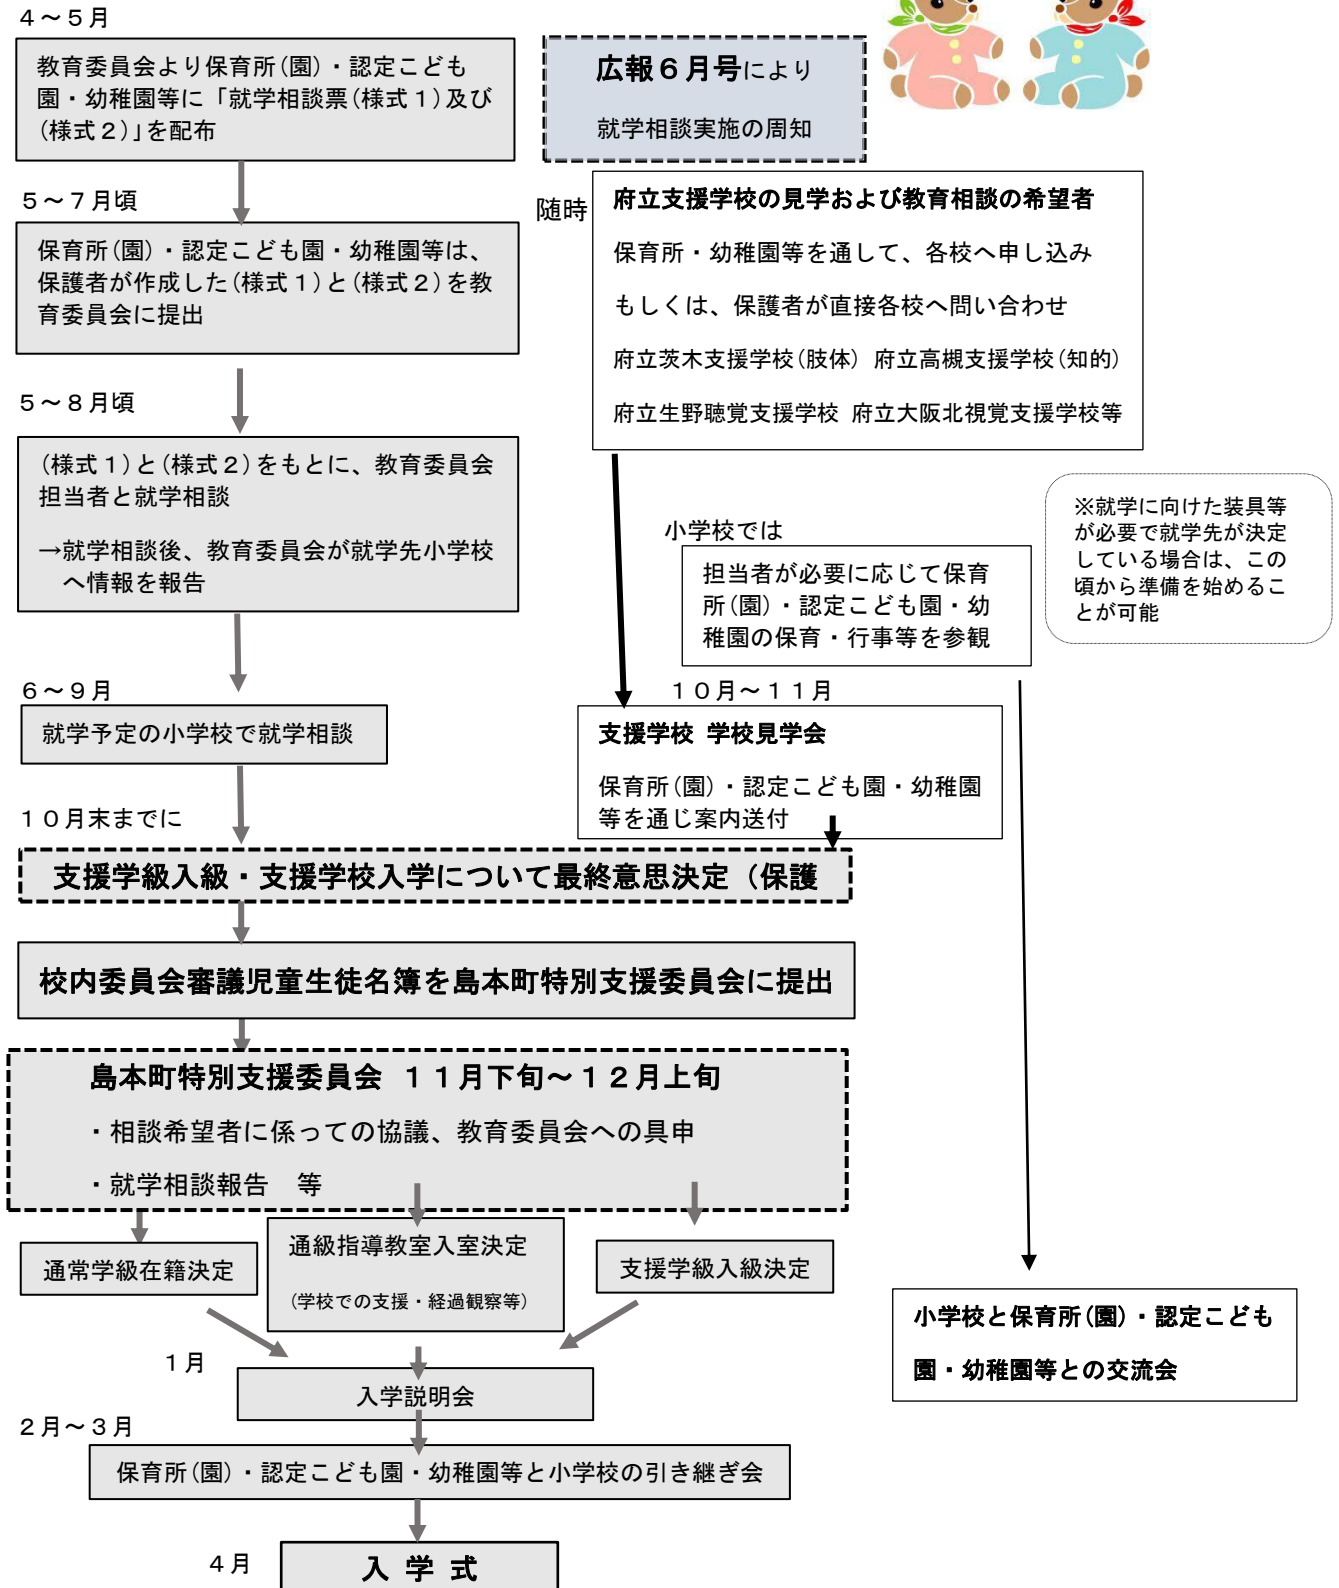 ４～５月
教育委員会より保育所(園)・認定こども
園・幼稚園等に「就学相談票(様式１)及び
(様式２)」を配布
広報６月号により
就学相談実施の周知
５～７月頃
保育所(園)・認定こども園・幼稚園等は、
保護者が作成した(様式１)と(様式２)を教
育委員会に提出
随時
府立支援学校の見学および教育相談の希望者
保育所・幼稚園等を通して、各校へ申し込み
もしくは、保護者が直接各校へ問い合わせ
府立茨木支援学校(肢体) 府立高槻支援学校(知的)
府立生野聴覚支援学校 府立大阪北視覚支援学校等
５～８月頃
(様式１)と(様式２)をもとに、教育委員会
担当者と就学相談
→就学相談後、教育委員会が就学先小学校
へ情報を報告
※就学に向けた装具等
が必要で就学先が決定
している場合は、この
頃から準備を始めるこ
とが可能
小学校では
担当者が必要に応じて保育
所(園)・認定こども園・幼
稚園の保育・行事等を参観
６～９月
就学予定の小学校で就学相談
１０月～１１月
支援学校 学校見学会
保育所(園)・認定こども園・幼稚園
等を通じ案内送付
１０月末までに
支援学級入級・支援学校入学について最終意思決定（保護
校内委員会審議児童生徒名簿を島本町特別支援委員会に提出
島本町特別支援委員会 １１月下旬～１２月上旬
・相談希望者に係っての協議、教育委員会への具申
・就学相談報告　等
通常学級在籍決定
通級指導教室入室決定
(学校での支援・経過観察等)
支援学級入級決定
小学校と保育所(園)・認定こども
園・幼稚園等との交流会
１月
入学説明会
２月～３月
保育所(園)・認定こども園・幼稚園等と小学校の引き継ぎ会
４月
入 学 式